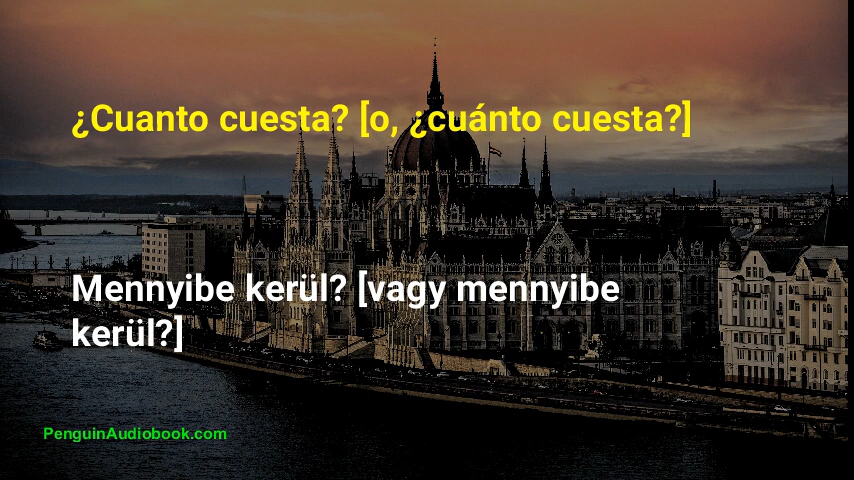 ¿Cuanto cuesta? [o, ¿cuánto cuesta?]
Mennyibe kerül? [vagy mennyibe
kerül?]
PenguinAudiobook.com